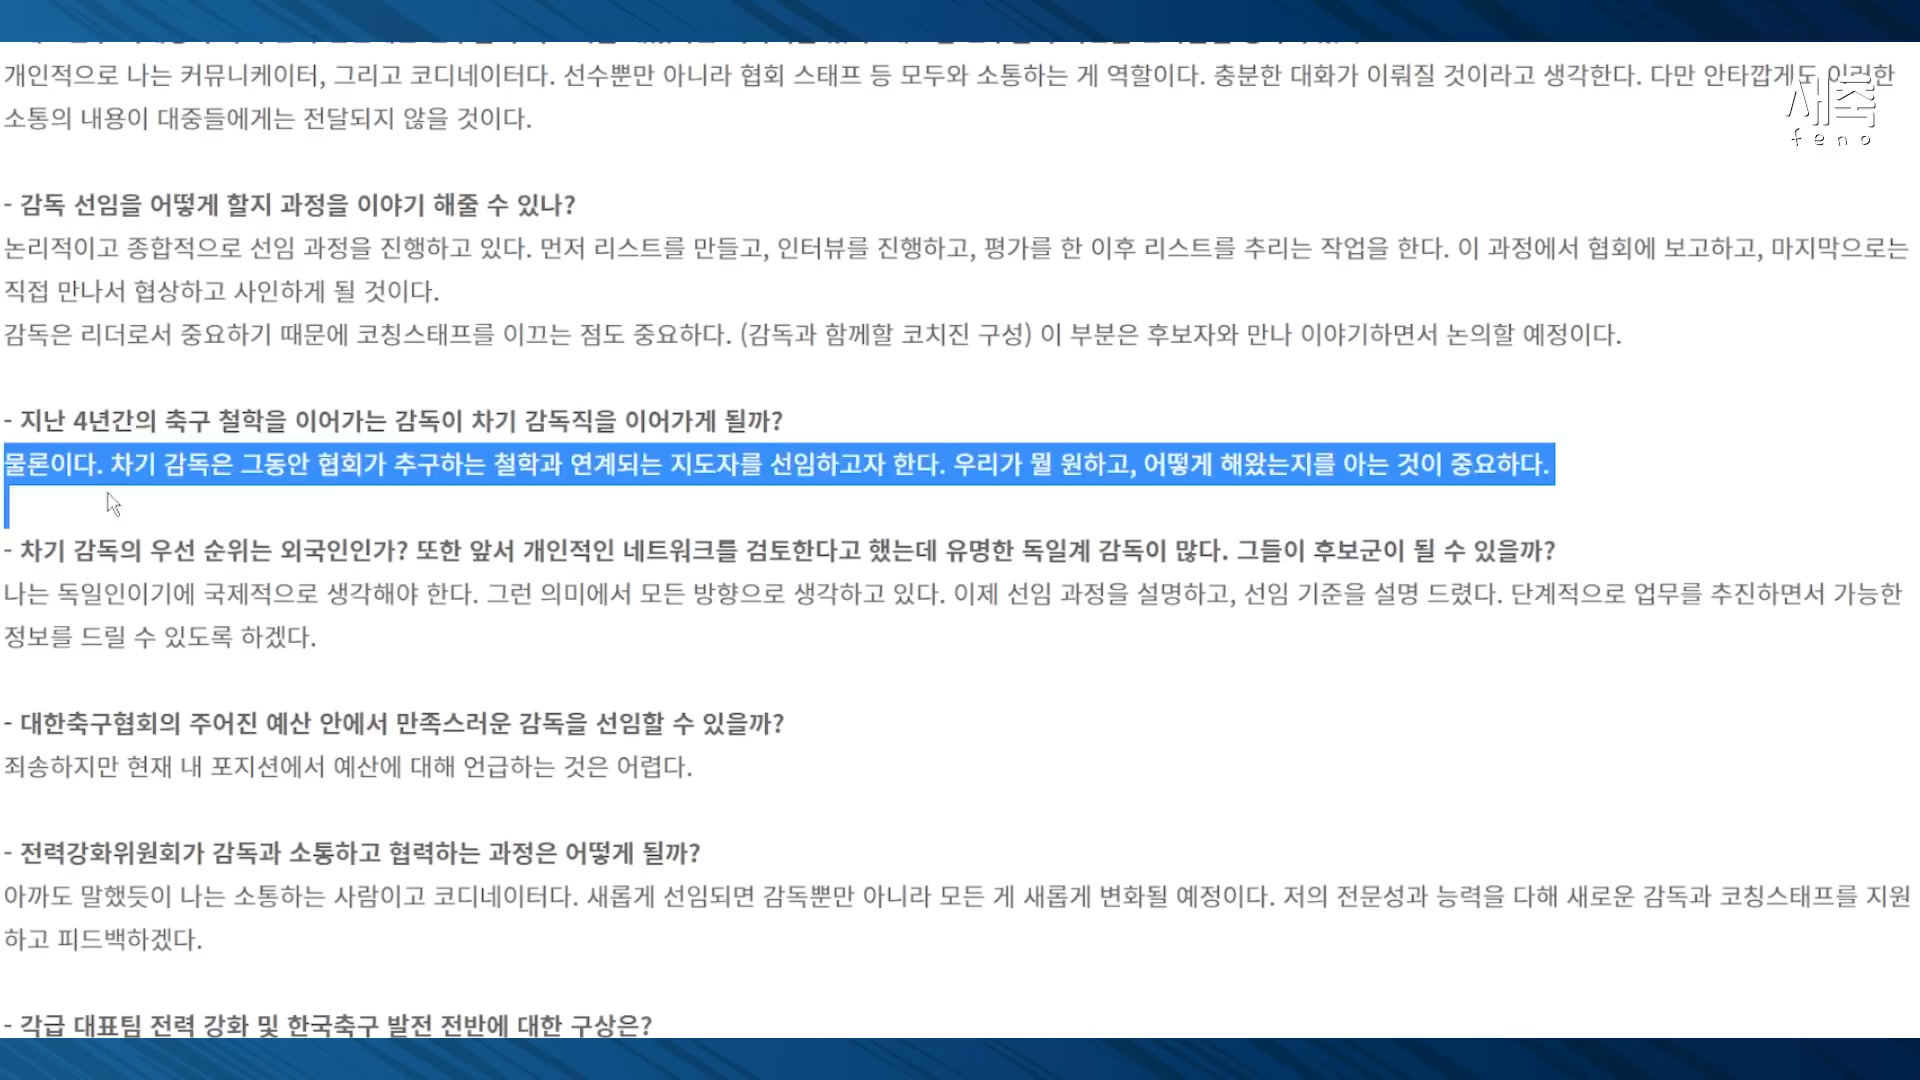 개인적으로 나는 커뮤니케이터, 그리고 코디네이터다. 선수뿐만 아니라 협회 스태프 등 모두와 소통하는 게 역할이다. 충분한 대화가 이뤄질 것이라고 생각한다. 다만 안타깝게도 이러한
소통의 내용이 대중들에게는 전달되지 않을 것이다.
새축
feno
- 감독 선임을 어떻게 할지 과정을 이야기 해줄 수 있나?
논리적이고 종합적으로 선임 과정을 진행하고 있다. 먼저 리스트를 만들고, 인터뷰를 진행하고, 평가를 한 이후 리스트를 추리는 작업을 한다. 이 과정에서 협회에 보고하고, 마지막으로는
직접 만나서 협상하고 사인하게 될 것이다.
감독은 리더로서 중요하기 때문에 코칭스태프를 이끄는 점도 중요하다. (감독과 함께할 코치진 구성) 이 부분은 후보자와 만나 이야기하면서 논의할 예정이다.
- 지난 4년간의 축구 철학을 이어가는 감독이 차기 감독직을 이어가게 될까?
물론이다. 차기 감독은 그동안 협회가 추구하는 철학과 연계되는 지도자를 선임하고자 한다. 우리가 뭘 원하고, 어떻게 해왔는지를 아는 것이 중요하다.
- 차기 감독의 우선 순위는 외국인인가? 또한 앞서 개인적인 네트워크를 검토한다고 했는데 유명한 독일계 감독이 많다. 그들이 후보군이 될 수 있을까?
나는 독일인이기에 국제적으로 생각해야 한다. 그런 의미에서 모든 방향으로 생각하고 있다. 이제 선임 과정을 설명하고, 선임 기준을 설명 드렸다. 단계적으로 업무를 추진하면서 가능한
정보를 드릴 수 있도록 하겠다.
- 대한축구협회의 주어진 예산 안에서 만족스러운 감독을 선임할 수 있을까?
죄송하지만 현재 내 포지션에서 예산에 대해 언급하는 것은 어렵다.
- 전력강화위원회가 감독과 소통하고 협력하는 과정은 어떻게 될까?
아까도 말했듯이 나는 소통하는 사람이고 코디네이터다. 새롭게 선임되면 감독뿐만 아니라 모든 게 새롭게 변화될 예정이다. 저의 전문성과 능력을 다해 새로운 감독과 코칭스태프를 지원
하고 피드백하겠다.
- 각급 대표팀 전력 강화 및 한국축구 발전 전반에 대한 구상은?